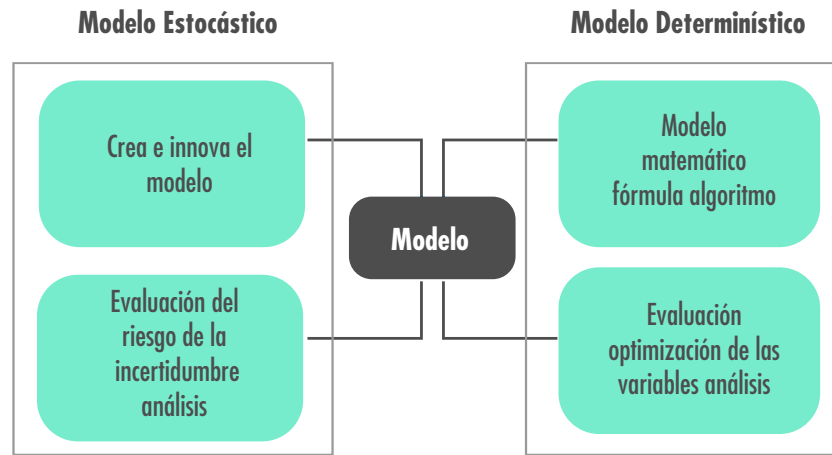 Modelo Estocástico
Modelo Determinístico
Crea e innova el
modelo
Evaluación del
riesgo de la
incertidumbre
análisis
Modelo
Modelo
matemático
fórmula algoritmo
Evaluación
optimización de las
variables análisis